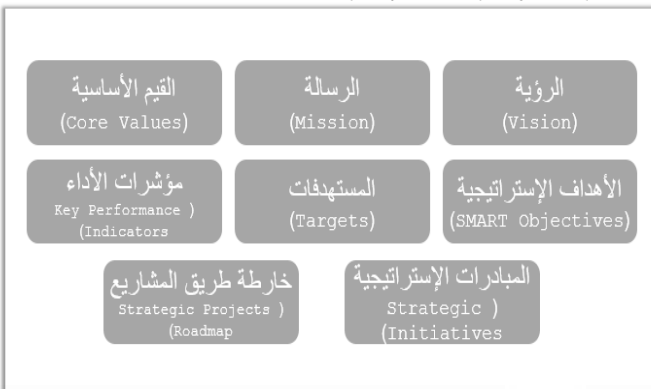 الرؤية
(Vision)
الرسالة
(Mission)
القيم الأساسية
(Core Values)
الأهداف الإستراتيجية
(SMART Objectives)
المستهدفات
(Targets)
مؤشرات الأداء
Key Performance )
(Indicators
المبادرات الإستراتيجية
Strategic )
(Initiatives
خارطة طريق المشاريع
Strategic Projects )
(Roadmap